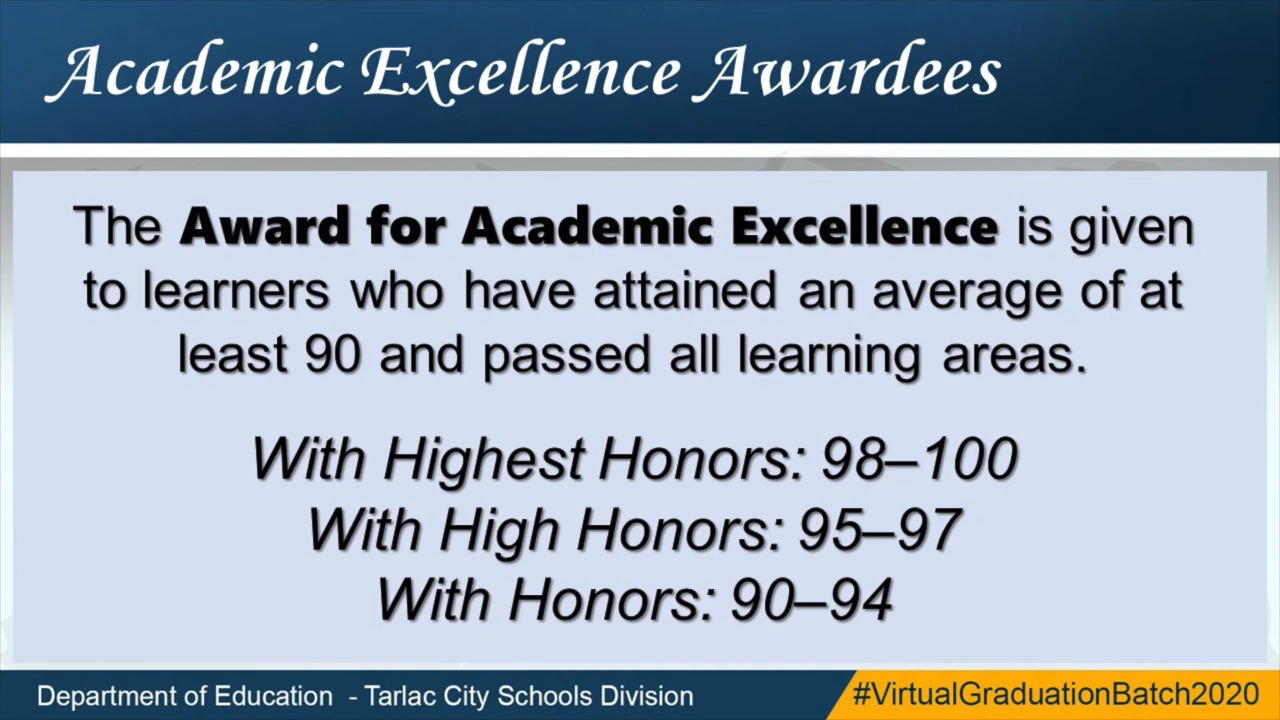 Academic Excellence Awardees
The Award for Academic Excellence is given
to learners who have attained an average of at
least 90 and passed all learning areas.
With Highest Honors: 98–100
With High Honors: 95–97
With Honors: 90–94
Department of Education - Tarlac City Schools Division
#VirtualGraduationBatch2020